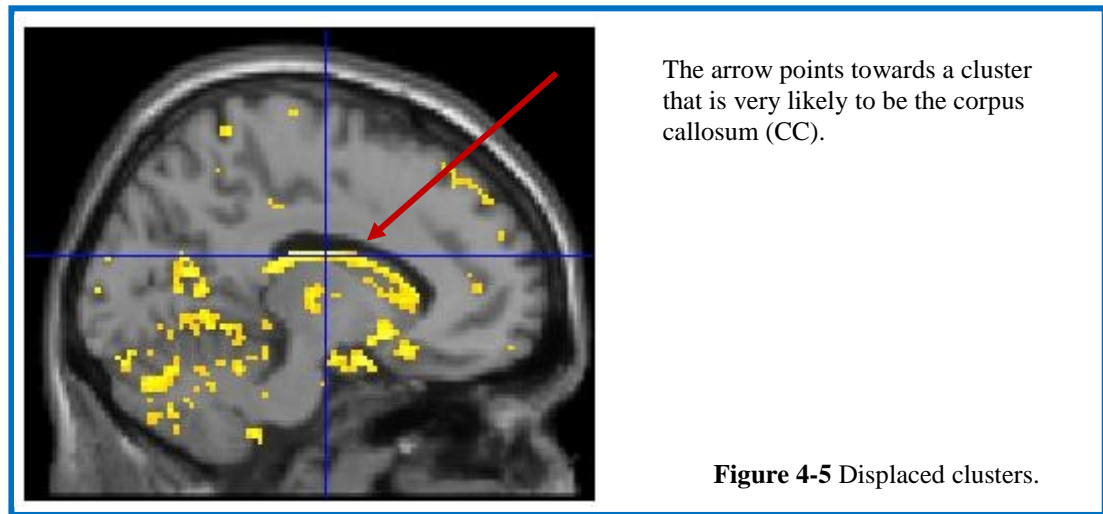 The arrow points towards a cluster
that is very likely to be the corpus
callosum (CC).
Figure 4-5 Displaced clusters.